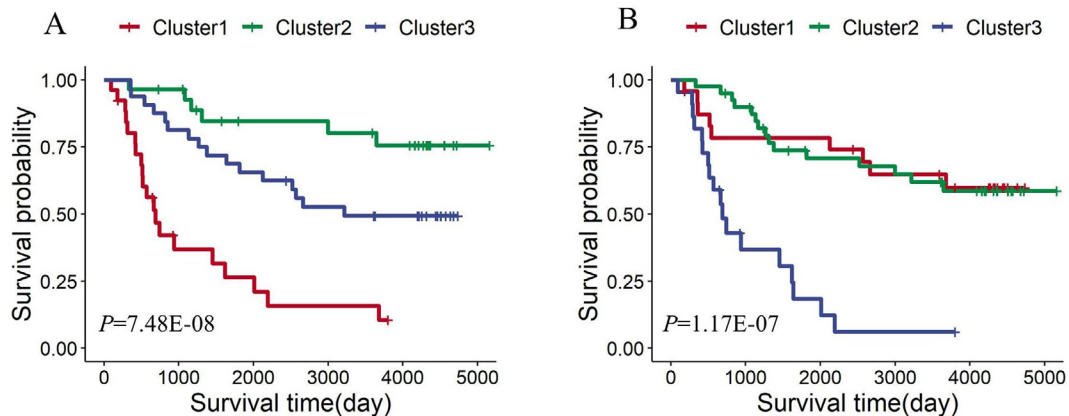 A
Cluster1 Cluster2 Cluster3
Survival probability
1.00
0.75
0.50
0.25
0.00
P=7.48E-08
0 1000 2000 3000 4000 5000
Survival time(day)
B
Cluster1 Cluster2 Cluster3
Survival probability
1.00
0.75
0.50
0.25
0.00
P=1.17E-07
0 1000 2000 3000 4000 5000
Survival time(day)